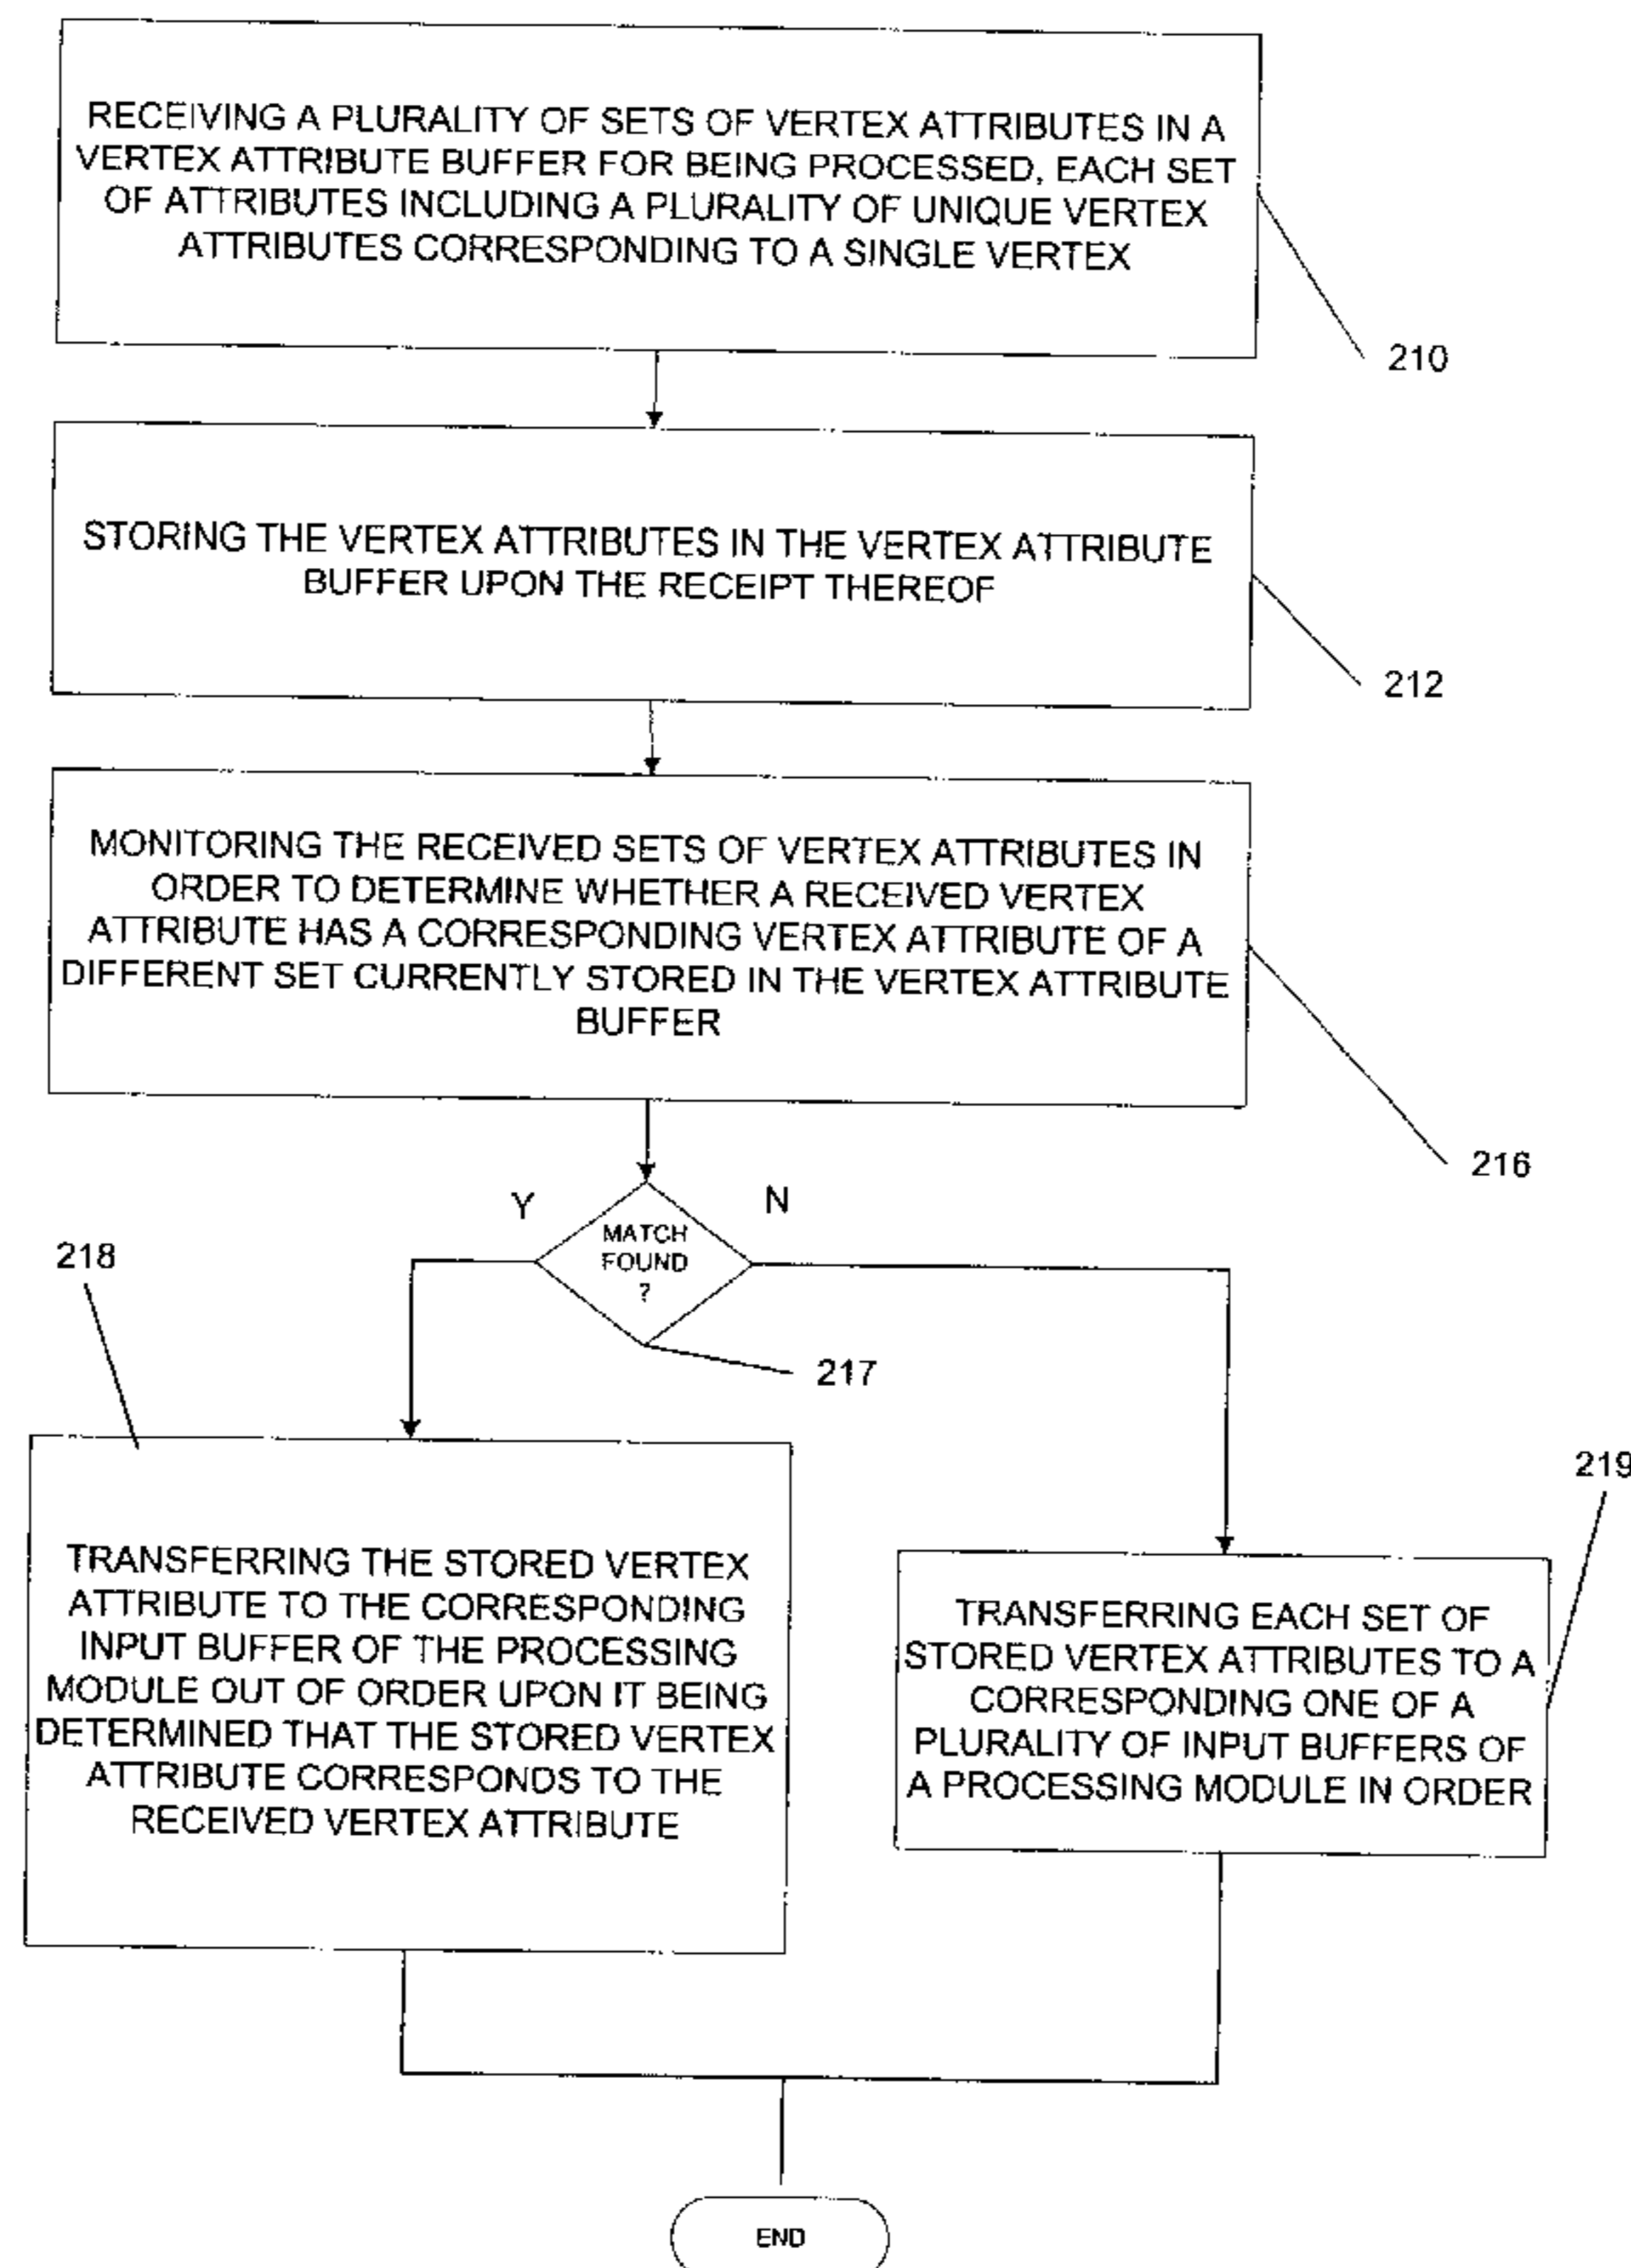 RECEIVING A PLURALITY OF SETS OF VERTEX ATTRIBUTES IN A
VERTEX ATTRIBUTE BUFFER FOR BEING PROCESSED, EACH SET
OF ATTRIBUTES INCLUDING A PLURALITY OF UNIQUE VERTEX
ATTRIBUTES CORRESPONDING TO A SINGLE VERTEX
210
STORING THE VERTEX ATTRIBUTES IN THE VERTEX ATTRIBUTE
BUFFER UPON THE RECEIPT THEREOF
212
MONITORING THE RECEIVED SETS OF VERTEX ATTRIBUTES IN
ORDER TO DETERMINE WHETHER A RECEIVED VERTEX
ATTRIBUTE HAS A CORRESPONDING VERTEX ATTRIBUTE OF A
DIFFERENT SET CURRENTLY STORED IN THE VERTEX ATTRIBUTE
BUFFER
216
Y
N
MATCH
FOUND
?
217
218
TRANSFERRING THE STORED VERTEX
ATTRIBUTE TO THE CORRESPONDING
INPUT BUFFER OF THE PROCESSING
MODULE OUT OF ORDER UPON IT BEING
DETERMINED THAT THE STORED VERTEX
ATTRIBUTE CORRESPONDS TO THE
RECEIVED VERTEX ATTRIBUTE
219
TRANSFERRING EACH SET OF
STORED VERTEX ATTRIBUTES TO A
CORRESPONDING ONE OF A
PLURALITY OF INPUT BUFFERS OF
A PROCESSING MODULE IN ORDER
END